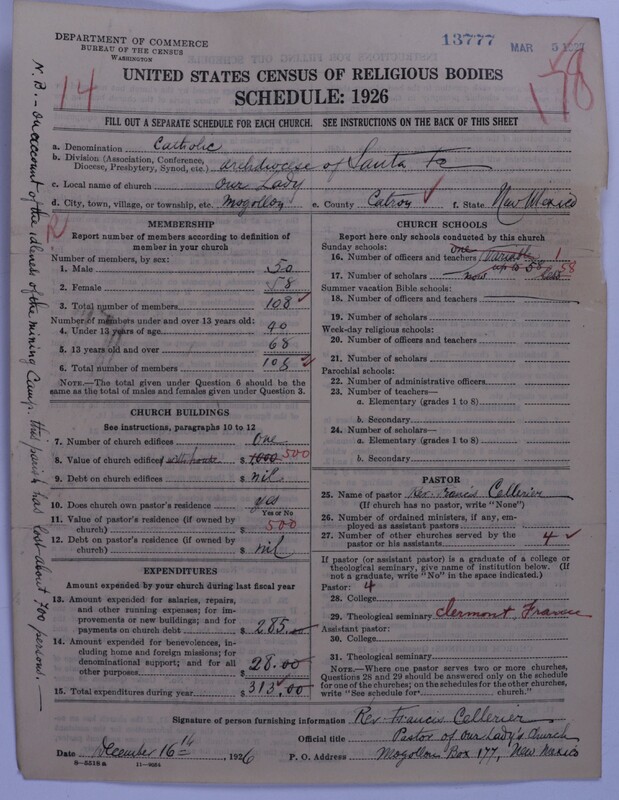 DEPARTMENT OF COMMERCE
BUREAU OF THE CENSUS
WASHINGTON
13777
MAR 5 1927
14
178
UNITED STATES CENSUS OF RELIGIOUS BODIES
SCHEDULE: 1926
FILL OUT A SEPARATE SCHEDULE FOR EACH CHURCH. SEE INSTRUCTIONS ON THE BACK OF THIS SHEET
a. Denomination Catholic
b. Division (Association, Conference, Diocese, Presbytery, Synod, etc.) archdiocese of Santa Fe
c. Local name of church Our Lady
d. City, town, village, or township, etc. Mogollon e. County Catron f. State New Mexico
N. B. – On account of the idleness of the mining Camp. this parish has lost about 700 persons. —
MEMBERSHIP
Report number of members according to definition of member in your church
Number of members, by sex:
1. Male 50
2. Female 58
3. Total number of members 108
Number of members under and over 13 years old:
4. Under 13 years of age 40
5. 13 years old and over 68
6. Total number of members 108
NOTE.—The total given under Question 6 should be the same as the total of males and females given under Question 3.
CHURCH BUILDINGS
See instructions, paragraphs 10 to 12
7. Number of church edifices One
8. Value of church edifices with house $ 1000 500
9. Debt on church edifices $ nil
10. Does church own pastor's residence yes
Yes or No
11. Value of pastor's residence (if owned by church) $ 500
12. Debt on pastor's residence (if owned by church) $ nil
EXPENDITURES
Amount expended by your church during last fiscal year
13. Amount expended for salaries, repairs, and other running expenses; for improvements or new buildings; and for payments on church debt $ 285.00
14. Amount expended for benevolences, including home and foreign missions; for denominational support; and for all other purposes $ 28.00
15. Total expenditures during year $ 313.00
CHURCH SCHOOLS
Report here only schools conducted by this church
Sunday schools:
16. Number of officers and teachers one (variable 1
17. Number of scholars now up to 58 less 58
Summer vacation Bible schools:
18. Number of officers and teachers
19. Number of scholars
Week-day religious schools:
20. Number of officers and teachers
21. Number of scholars
Parochial schools:
22. Number of administrative officers
23. Number of teachers—
a. Elementary (grades 1 to 8)
b. Secondary
24. Number of scholars—
a. Elementary (grades 1 to 8)
b. Secondary
PASTOR
25. Name of pastor Rev. Francis Cellerier
(If church has no pastor, write "None")
26. Number of ordained ministers, if any, employed as assistant pastors
27. Number of other churches served by the pastor or his assistants 4
If pastor (or assistant pastor) is a graduate of a college or theological seminary, give name of institution below. (If not a graduate, write "No" in the space indicated.)
Pastor: 4
28. College
29. Theological seminary Clermont, France
Assistant pastor:
30. College
31. Theological seminary
NOTE.—Where one pastor serves two or more churches, Questions 28 and 29 should be answered only on the schedule for one of the churches; on the schedules for the other churches, write "See schedule for church."
Signature of person furnishing information Rev. Francis Cellerier
Official title Pastor of Our Lady's Church
Date December 16th, 1926 P. O. Address Mogollon Box 177, New Mexico
8—5518a 11—9024